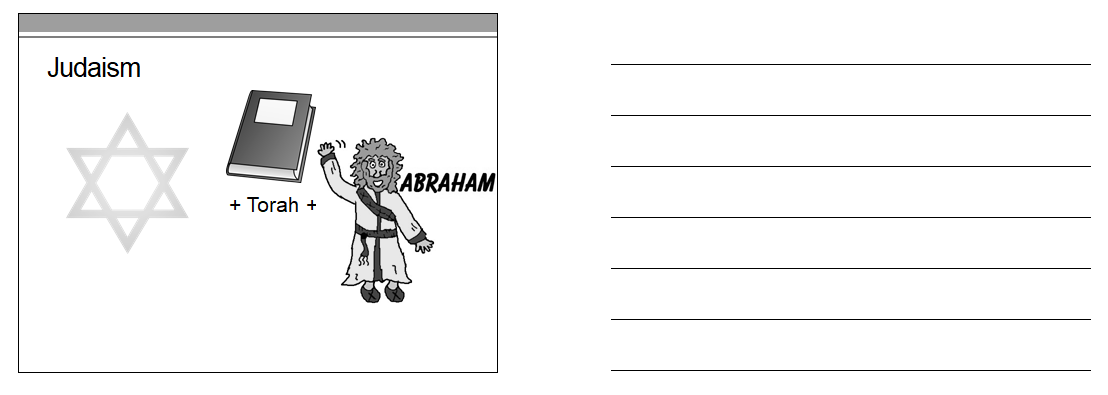 Judaism
ABRAHAM
+ Torah +